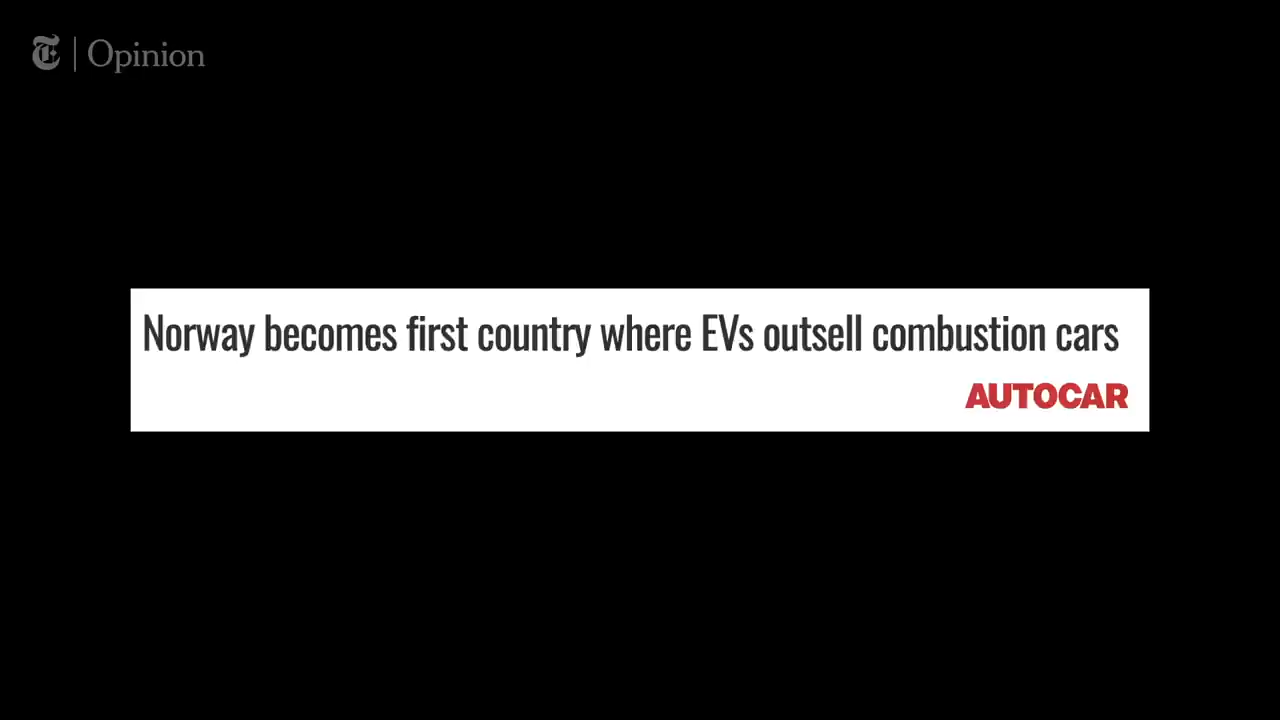 T | Opinion
Norway becomes first country where EVs outsell combustion cars
AUTOCAR